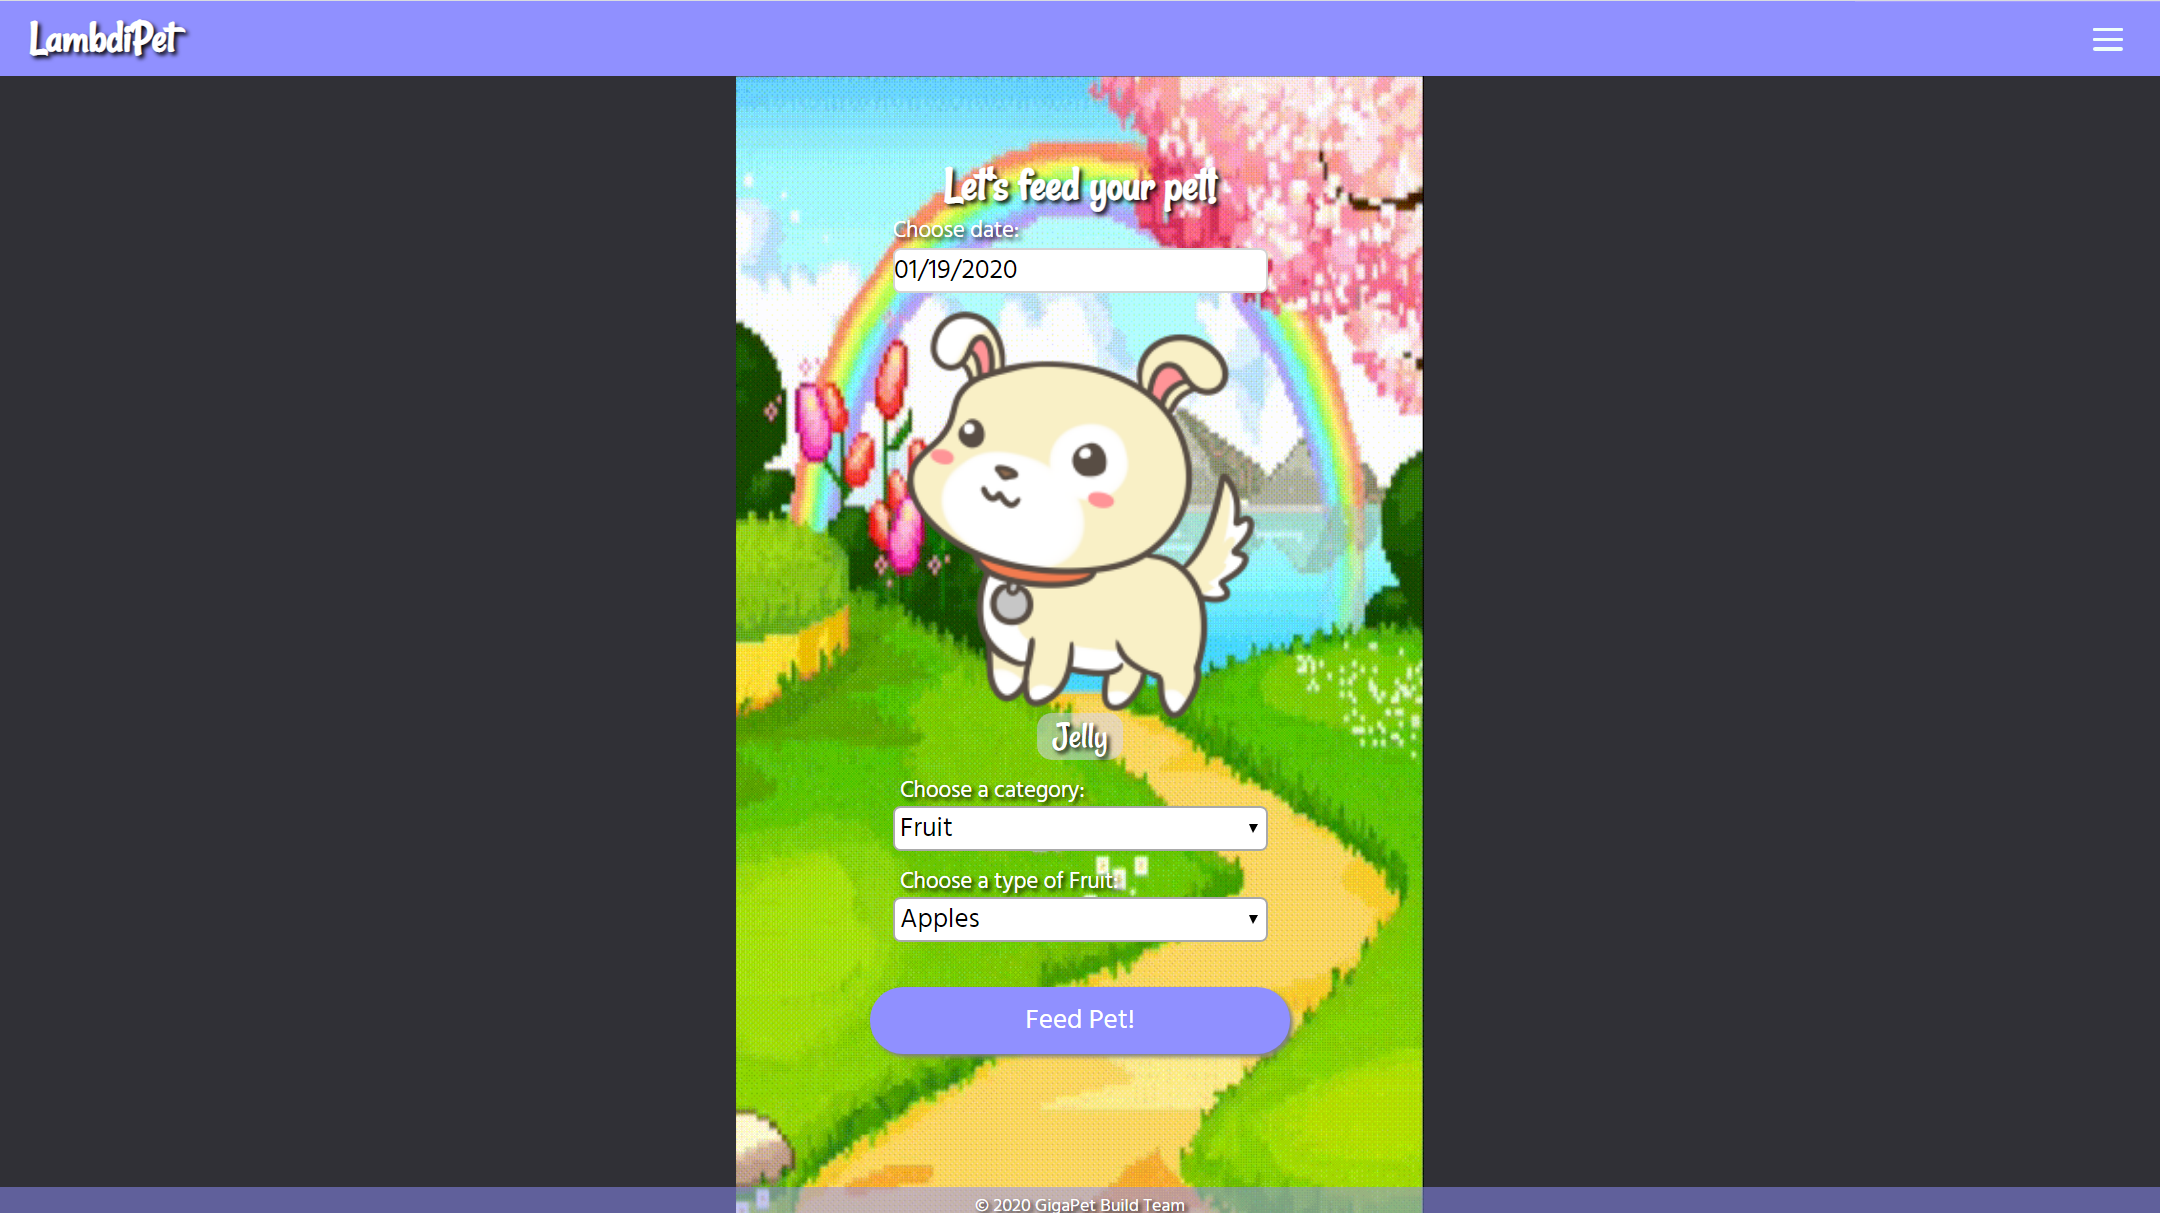 LambdiPet
Let's feed your pet!
Choose date:
01/19/2020
Jelly
Choose a category:
Fruit
Choose a type of Fruit:
Apples
Feed Pet!
© 2020 GigaPet Build Team